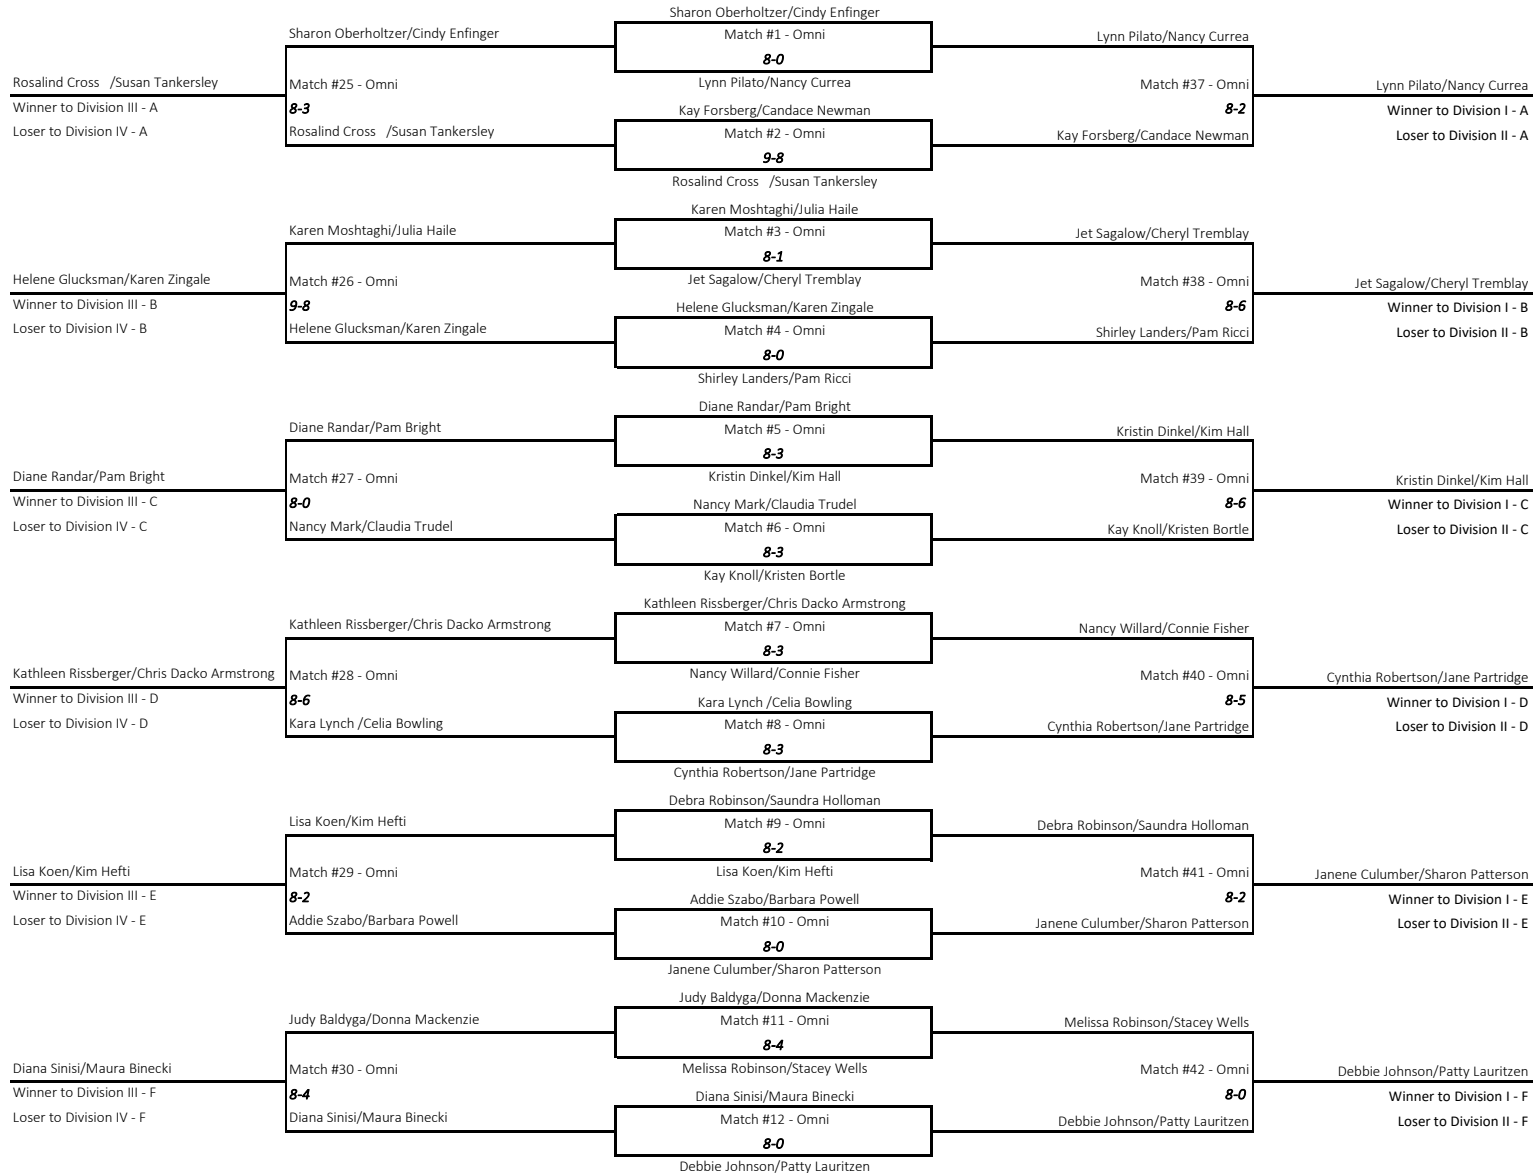 Sharon Oberholtzer/Cindy Enfinger
Sharon Oberholtzer/Cindy Enfinger
Match #1 - Omni
Lynn Pilato/Nancy Currea
8-0
Rosalind Cross   /Susan Tankersley
Match #25 - Omni
Lynn Pilato/Nancy Currea
Match #37 - Omni
Lynn Pilato/Nancy Currea
Winner to Division III - A
8-3
Kay Forsberg/Candace Newman
8-2
Winner to Division I - A
Loser to Division IV - A
Rosalind Cross   /Susan Tankersley
Match #2 - Omni
Kay Forsberg/Candace Newman
Loser to Division II - A
9-8
Rosalind Cross   /Susan Tankersley
Karen Moshtaghi/Julia Haile
Karen Moshtaghi/Julia Haile
Match #3 - Omni
Jet Sagalow/Cheryl Tremblay
8-1
Helene Glucksman/Karen Zingale
Match #26 - Omni
Jet Sagalow/Cheryl Tremblay
Match #38 - Omni
Jet Sagalow/Cheryl Tremblay
Winner to Division III - B
9-8
Helene Glucksman/Karen Zingale
8-6
Winner to Division I - B
Loser to Division IV - B
Helene Glucksman/Karen Zingale
Match #4 - Omni
Shirley Landers/Pam Ricci
Loser to Division II - B
8-0
Shirley Landers/Pam Ricci
Diane Randar/Pam Bright
Diane Randar/Pam Bright
Match #5 - Omni
Kristin Dinkel/Kim Hall
8-3
Diane Randar/Pam Bright
Match #27 - Omni
Kristin Dinkel/Kim Hall
Match #39 - Omni
Kristin Dinkel/Kim Hall
Winner to Division III - C
8-0
Nancy Mark/Claudia Trudel
8-6
Winner to Division I - C
Loser to Division IV - C
Nancy Mark/Claudia Trudel
Match #6 - Omni
Kay Knoll/Kristen Bortle
Loser to Division II - C
8-3
Kay Knoll/Kristen Bortle
Kathleen Rissberger/Chris Dacko Armstrong
Kathleen Rissberger/Chris Dacko Armstrong
Match #7 - Omni
Nancy Willard/Connie Fisher
8-3
Kathleen Rissberger/Chris Dacko Armstrong
Match #28 - Omni
Nancy Willard/Connie Fisher
Match #40 - Omni
Cynthia Robertson/Jane Partridge
Winner to Division III - D
8-6
Kara Lynch /Celia Bowling
8-5
Winner to Division I - D
Loser to Division IV - D
Kara Lynch /Celia Bowling
Match #8 - Omni
Cynthia Robertson/Jane Partridge
Loser to Division II - D
8-3
Cynthia Robertson/Jane Partridge
Debra Robinson/Saundra Holloman
Lisa Koen/Kim Hefti
Match #9 - Omni
Debra Robinson/Saundra Holloman
8-2
Lisa Koen/Kim Hefti
Match #29 - Omni
Lisa Koen/Kim Hefti
Match #41 - Omni
Janene Culumber/Sharon Patterson
Winner to Division III - E
8-2
Addie Szabo/Barbara Powell
8-2
Winner to Division I - E
Loser to Division IV - E
Addie Szabo/Barbara Powell
Match #10 - Omni
Janene Culumber/Sharon Patterson
Loser to Division II - E
8-0
Janene Culumber/Sharon Patterson
Judy Baldyga/Donna Mackenzie
Judy Baldyga/Donna Mackenzie
Match #11 - Omni
Melissa Robinson/Stacey Wells
8-4
Diana Sinisi/Maura Binecki
Match #30 - Omni
Melissa Robinson/Stacey Wells
Match #42 - Omni
Debbie Johnson/Patty Lauritzen
Winner to Division III - F
8-4
Diana Sinisi/Maura Binecki
8-0
Winner to Division I - F
Loser to Division IV - F
Diana Sinisi/Maura Binecki
Match #12 - Omni
Debbie Johnson/Patty Lauritzen
Loser to Division II - F
8-0
Debbie Johnson/Patty Lauritzen